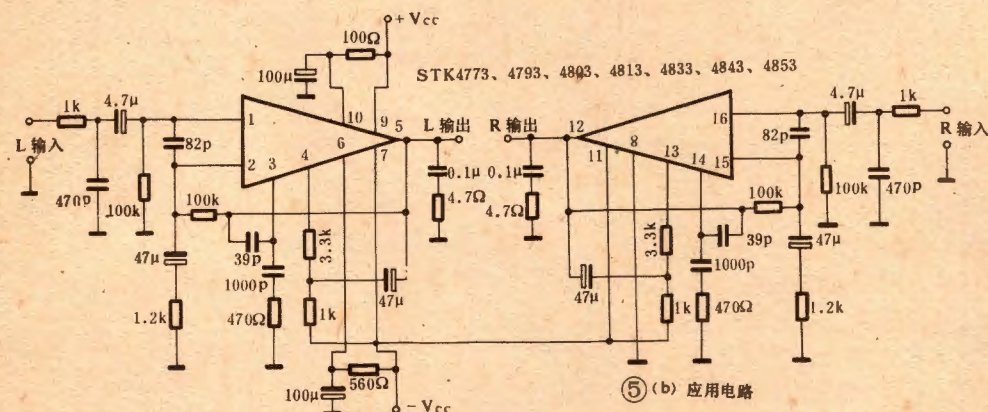 +Vcc
100Ω
100μ
STK4773、4793、4803、4813、4833、4843、4853
1k
4.7μ
L 输入
82p
470p
100k
1
2
3
4
6
10
9
5
7
L 输出
R 输出
0.1μ
4.7Ω
0.1μ
4.7Ω
12
11
8
13
14
15
16
4.7μ
1k
82p
R 输入
100k
470p
100k
39p
47μ
1000p
1.2k
470Ω
3.3k
1k
47μ
47μ
3.3k
1k
100k
39p
1000p
470Ω
47μ
1.2k
100μ
560Ω
-Vcc
⑤(b) 应用电路